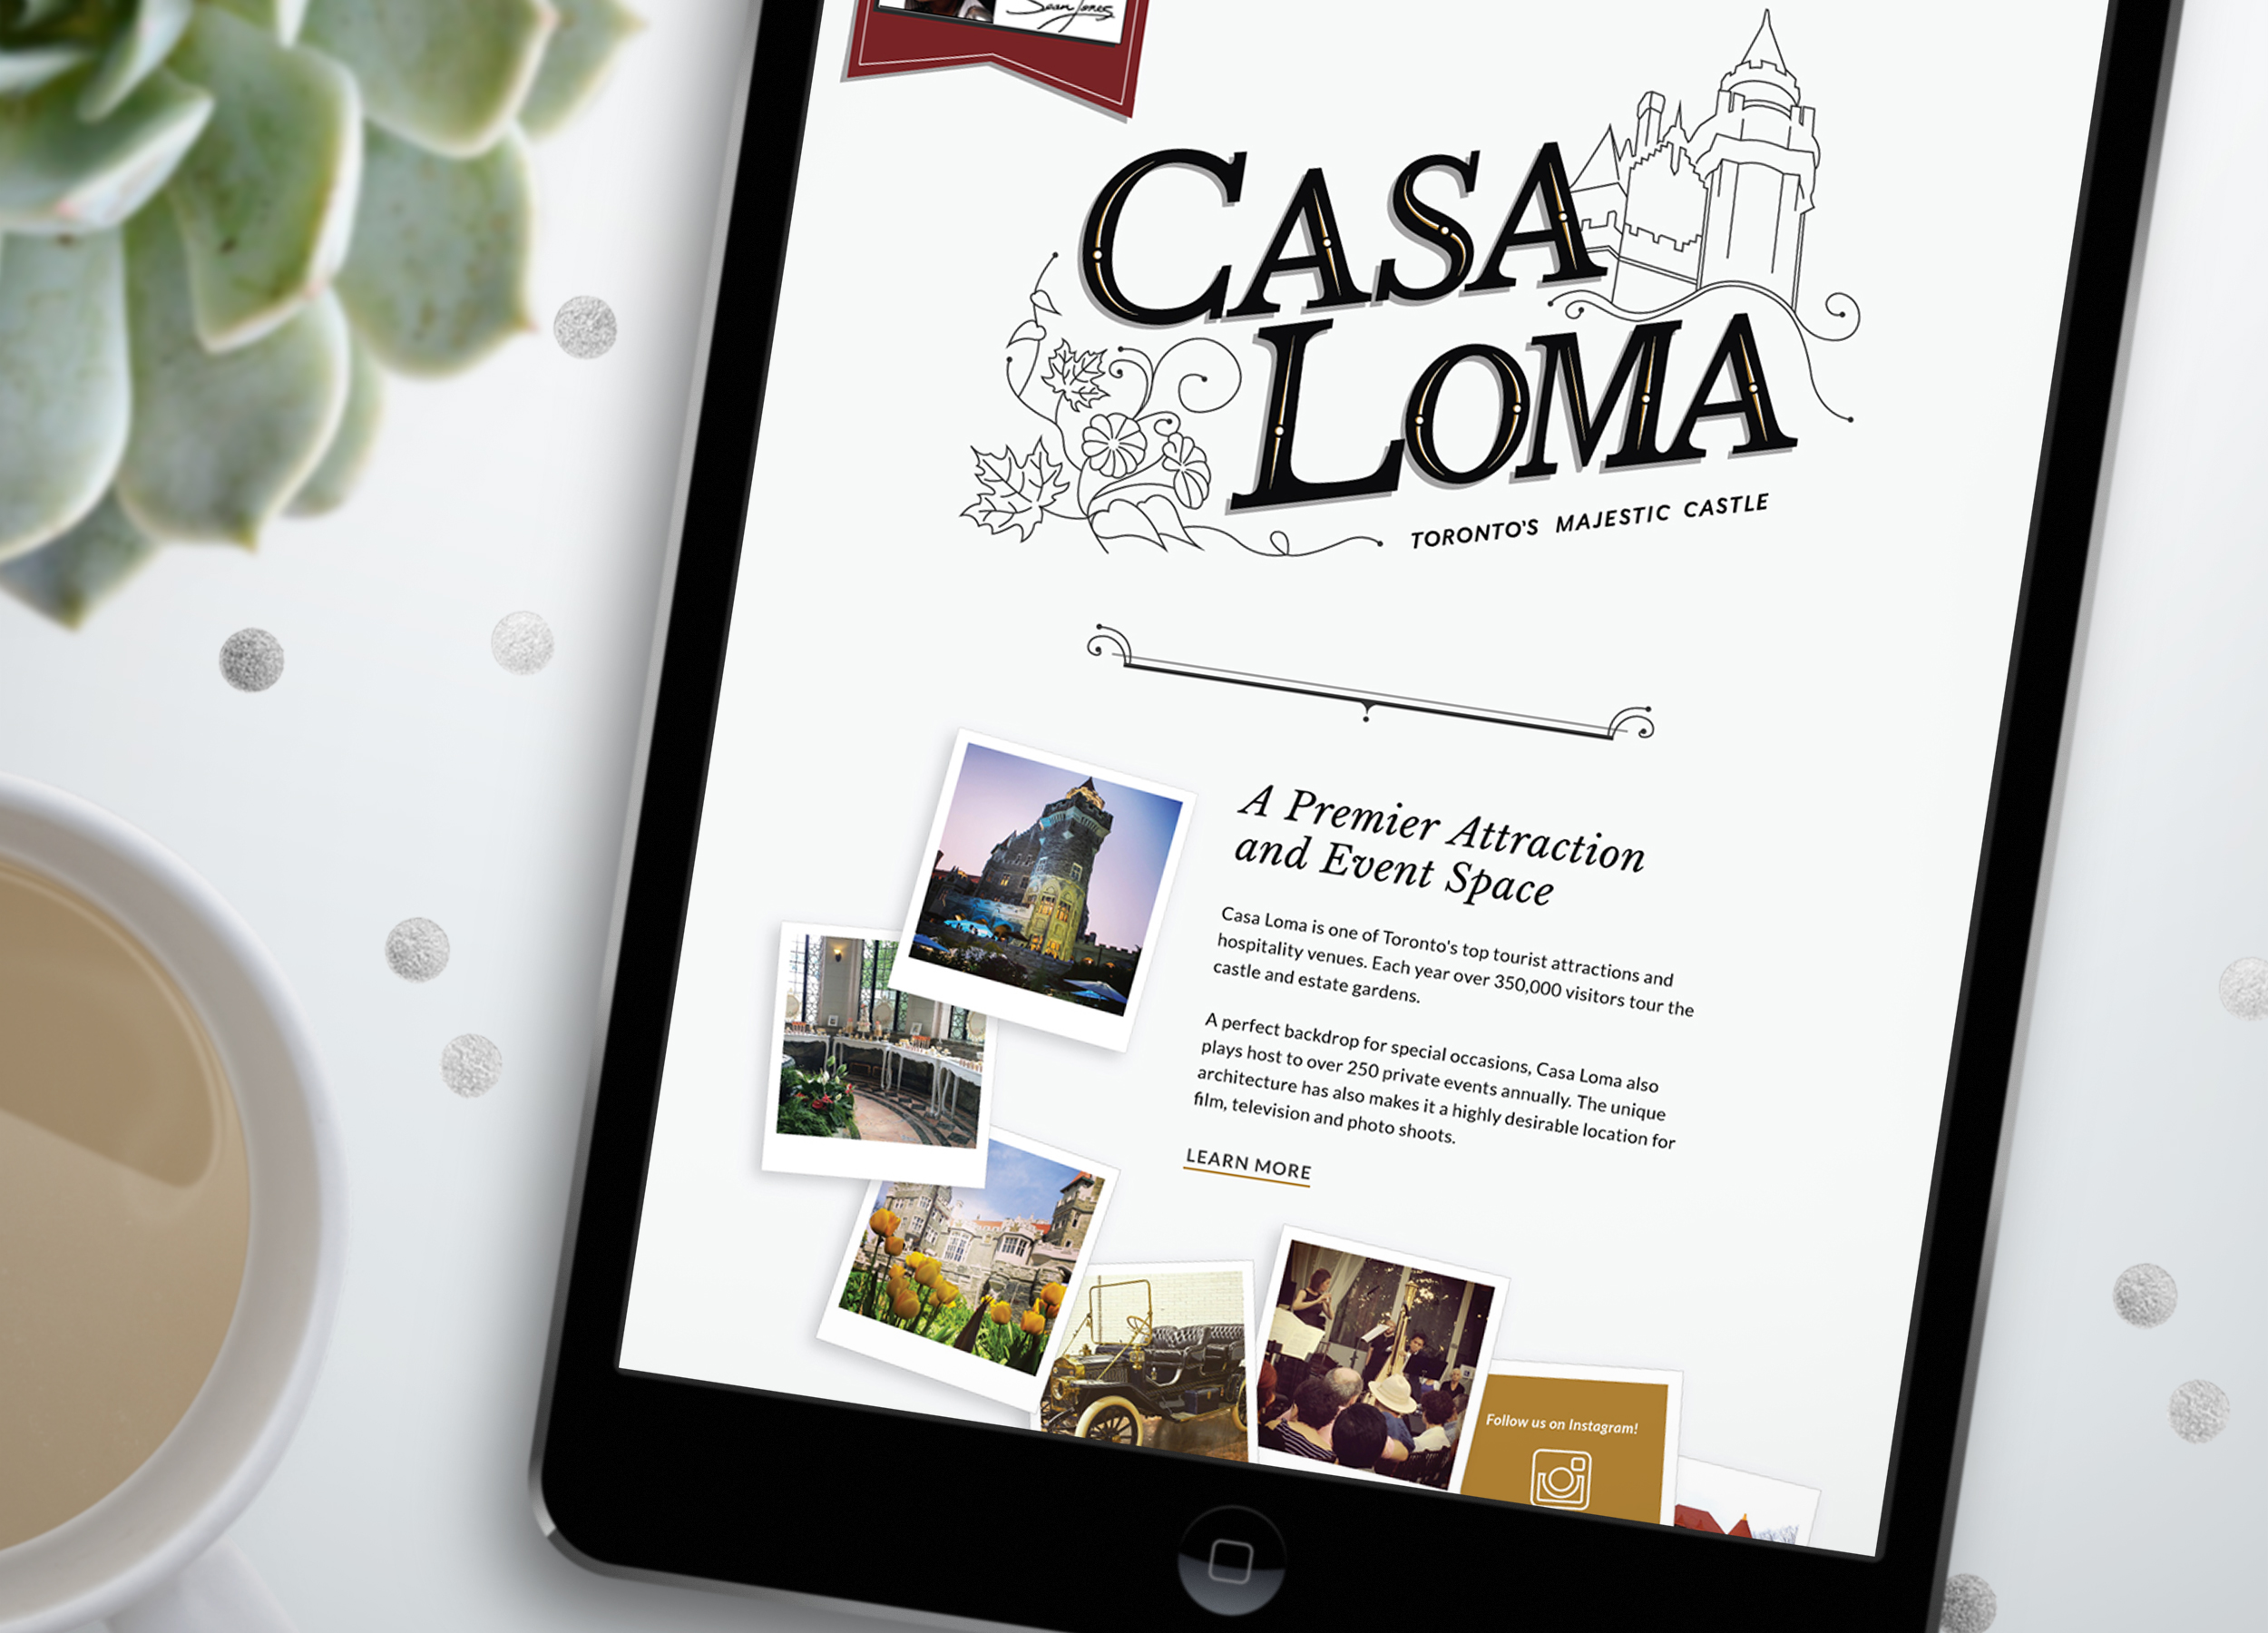 Sean Jones
CASA
LOMA
TORONTO'S MAJESTIC CASTLE
A Premier Attraction
and Event Space
Casa Loma is one of Toronto's top tourist attractions and
hospitality venues. Each year over 350,000 visitors tour the
castle and estate gardens.
A perfect backdrop for special occasions, Casa Loma also
plays host to over 250 private events annually. The unique
architecture has also makes it a highly desirable location for
film, television and photo shoots.
LEARN MORE
Follow us on Instagram!